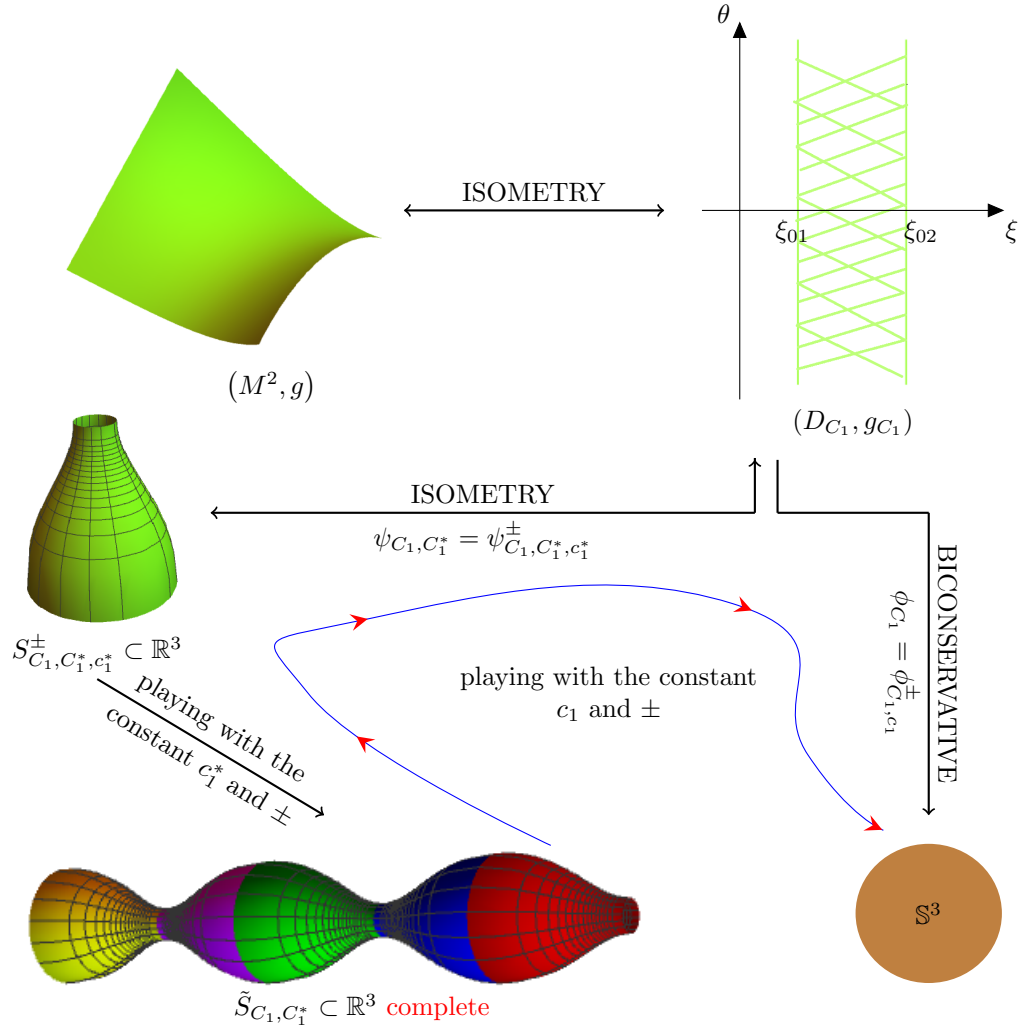 θ
ISOMETRY
ξ₀₁
ξ₀₂
ξ
(M², g)
(D_{C₁}, g_{C₁})
ISOMETRY
ψ_{C₁,C₁*} = ψ^±_{C₁,C₁*,c₁*}
BICONSERVATIVE
φ_{C₁} = φ^±_{C₁,c₁}
S^±_{C₁,C₁*,c₁*} ⊂ ℝ³
playing with the
constant c₁* and ±
playing with the constant
c₁ and ±
𝕊³
S̃_{C₁,C₁*} ⊂ ℝ³ complete